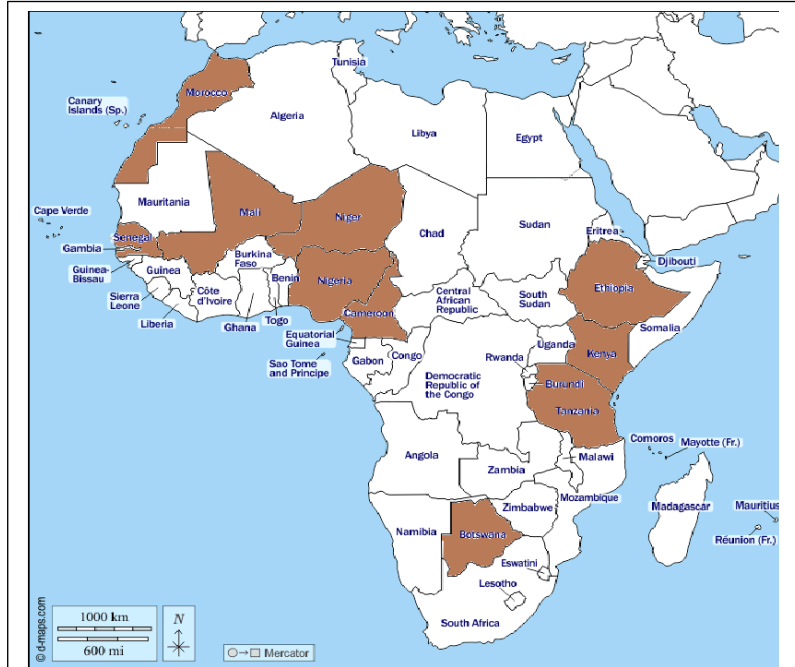 Tunisia
Morocco
Canary
Islands (Sp.)
Algeria
Libya
Egypt
Mauritania
Cape Verde
Mali
Niger
Senegal
Gambia
Chad
Sudan
Eritrea
Djibouti
Guinea-
Bissau
Guinea
Burkina
Faso
Benin
Nigeria
Sierra
Leone
Côte
d'Ivoire
Liberia
Ghana
Togo
Cameroon
Central
African
Republic
South
Sudan
Ethiopia
Somalia
Equatorial
Guinea
Sao Tome
and Principe
Gabon
Congo
Uganda
Kenya
Rwanda
Burundi
Democratic
Republic of
the Congo
Tanzania
Comoros
Mayotte (Fr.)
Angola
Zambia
Malawi
Mozambique
Zimbabwe
Madagascar
Mauritius
Réunion (Fr.)
Namibia
Botswana
Eswatini
Lesotho
South Africa
1000 km
600 mi
N
Mercator
© d-maps.com